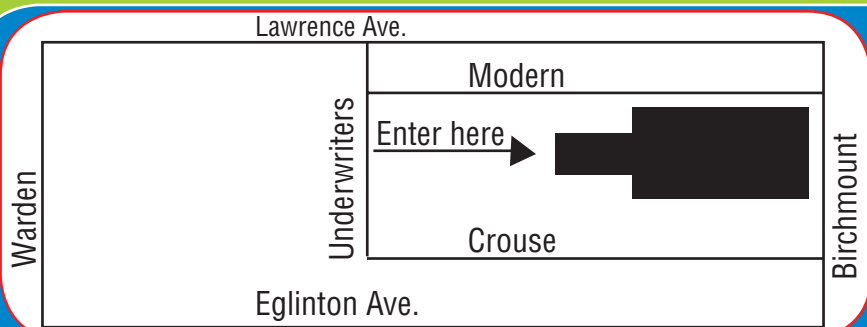 Lawrence Ave.
Modern
Underwriters
Enter here
Warden
Birchmount
Crouse
Eglinton Ave.